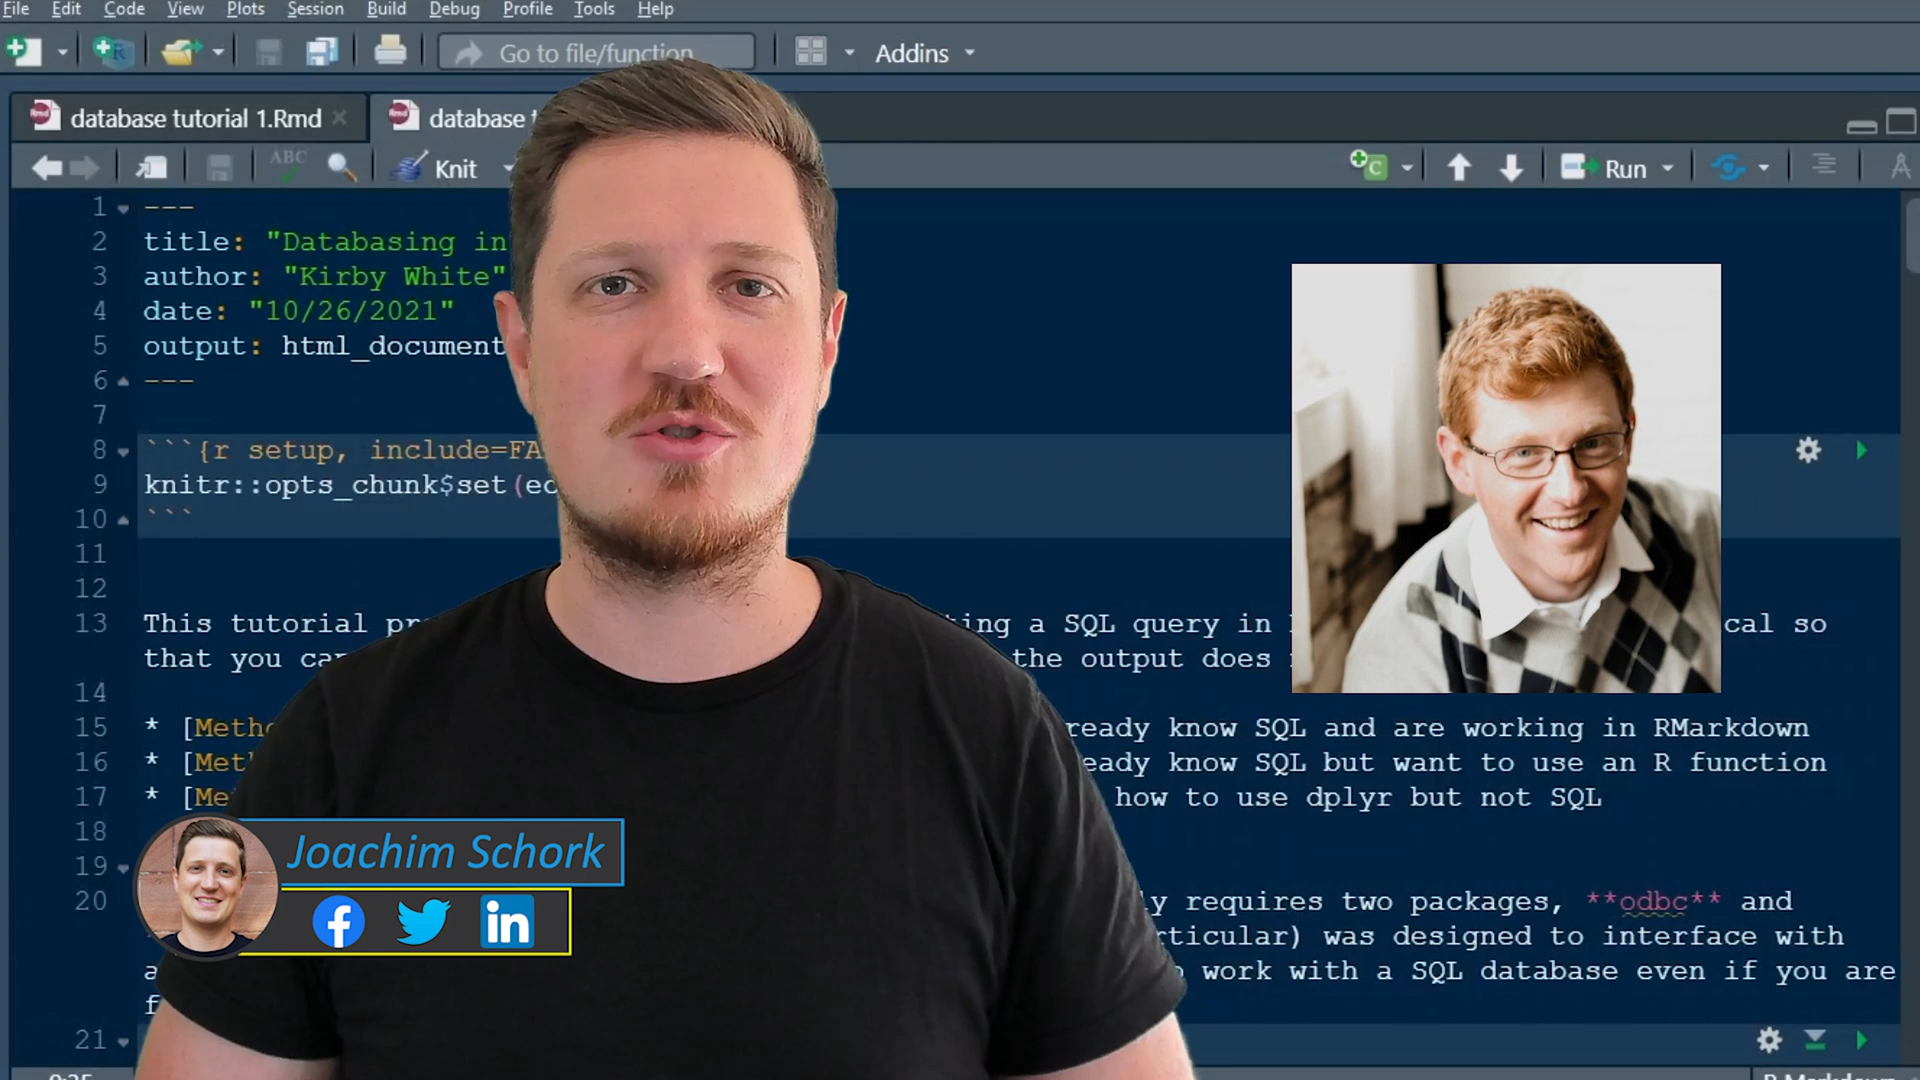 File Edit Code View Plots Session Build Debug Profile Tools Help
Go to file/function Addins
database tutorial 1.Rmd database
ABC Knit Run
1 ---
2 title: "Databasing in
3 author: "Kirby White"
4 date: "10/26/2021"
5 output: html_document
6 ---
7
8 ```{r setup, include=FA
9 knitr::opts_chunk$set(ec
10 ```
11
12
13 This tutorial a SQL query in so
that you the output does
14
15 * [Metho ready know SQL and are working in RMarkdown
16 * [Met eady know SQL but want to use an R function
17 * [Me how to use dplyr but not SQL
18
19
20 ly requires two packages, **odbc** and
ticular) was designed to interface with
a work with a SQL database even if you are
f
21
Joachim Schork
f in